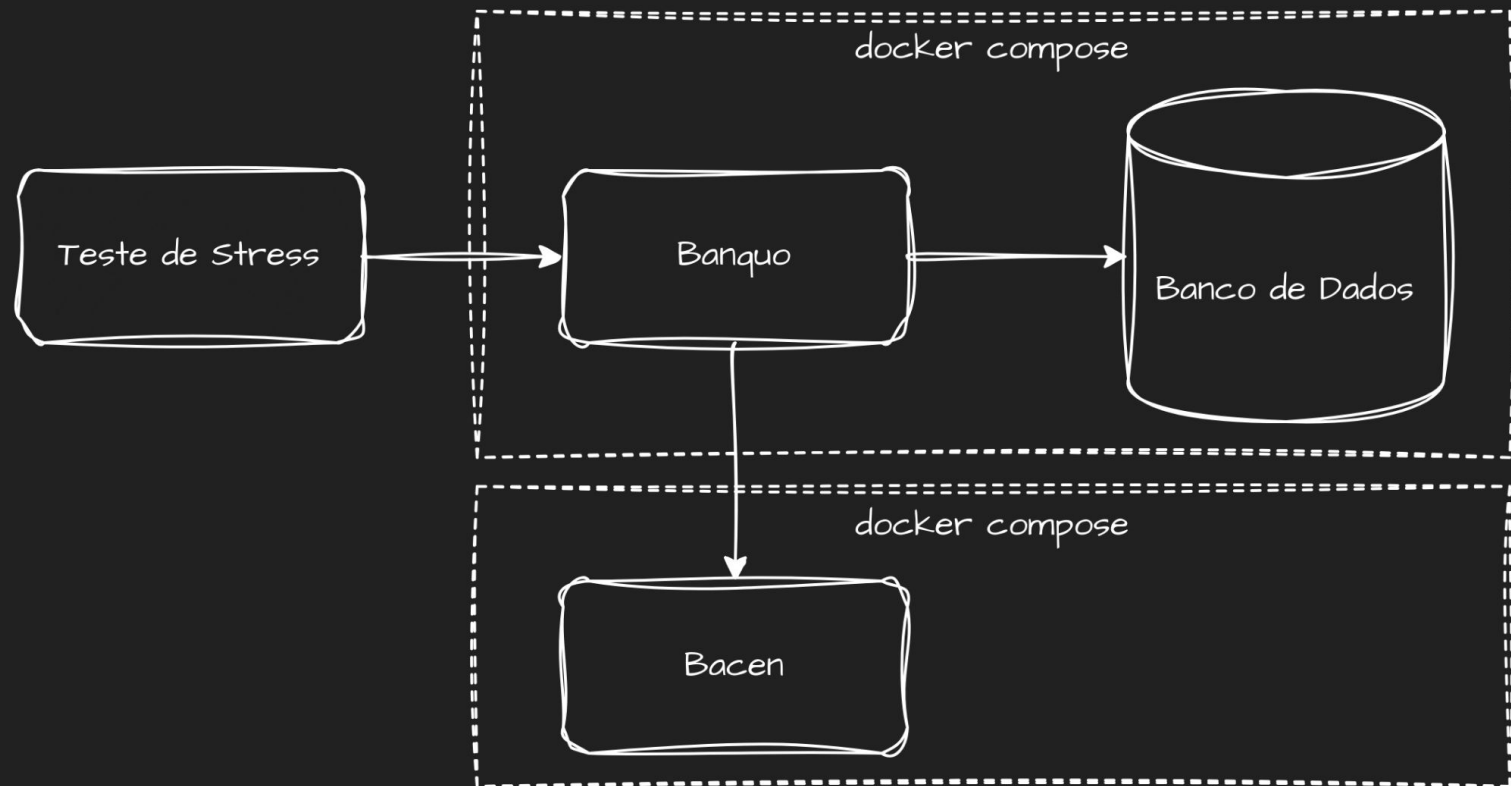 docker compose
Teste de Stress
Banquo
Banco de Dados
docker compose
Bacen